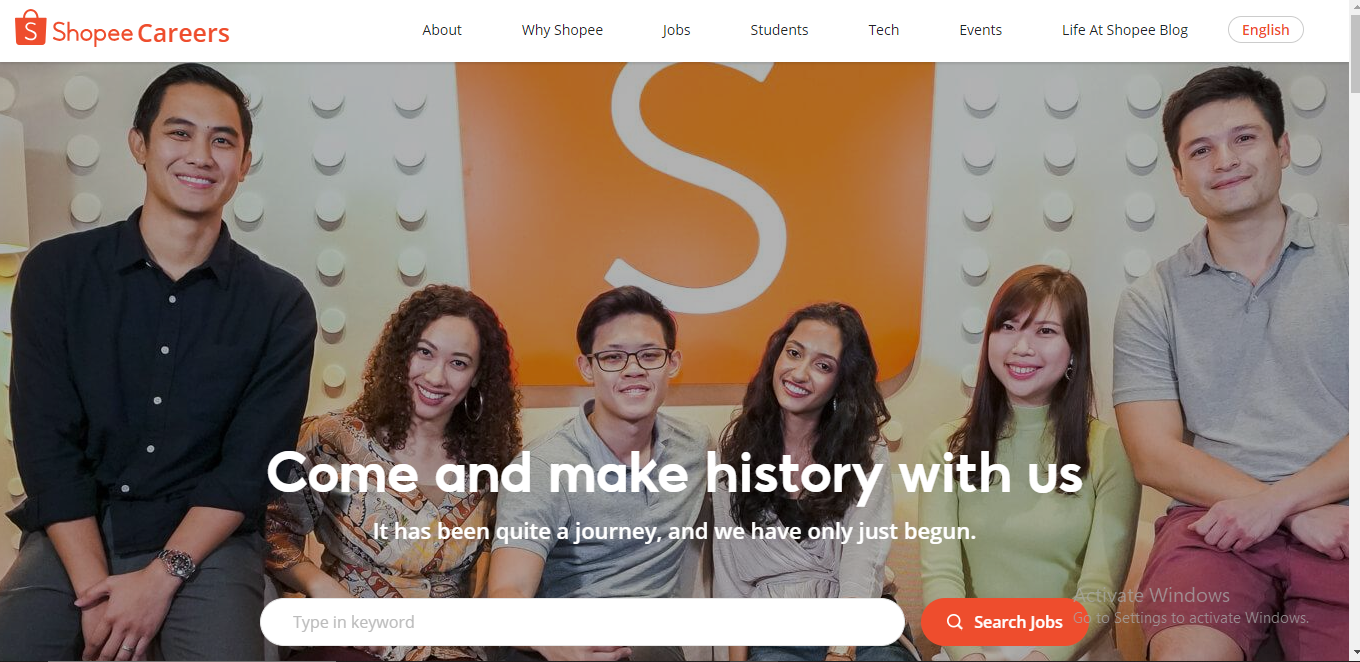 S
Shopee Careers
About
Why Shopee
Jobs
Students
Tech
Events
Life At Shopee Blog
English
S
Come and make history with us
It has been quite a journey, and we have only just begun.
Type in keyword
Search Jobs
Activate Windows
Go to Settings to activate Windows.